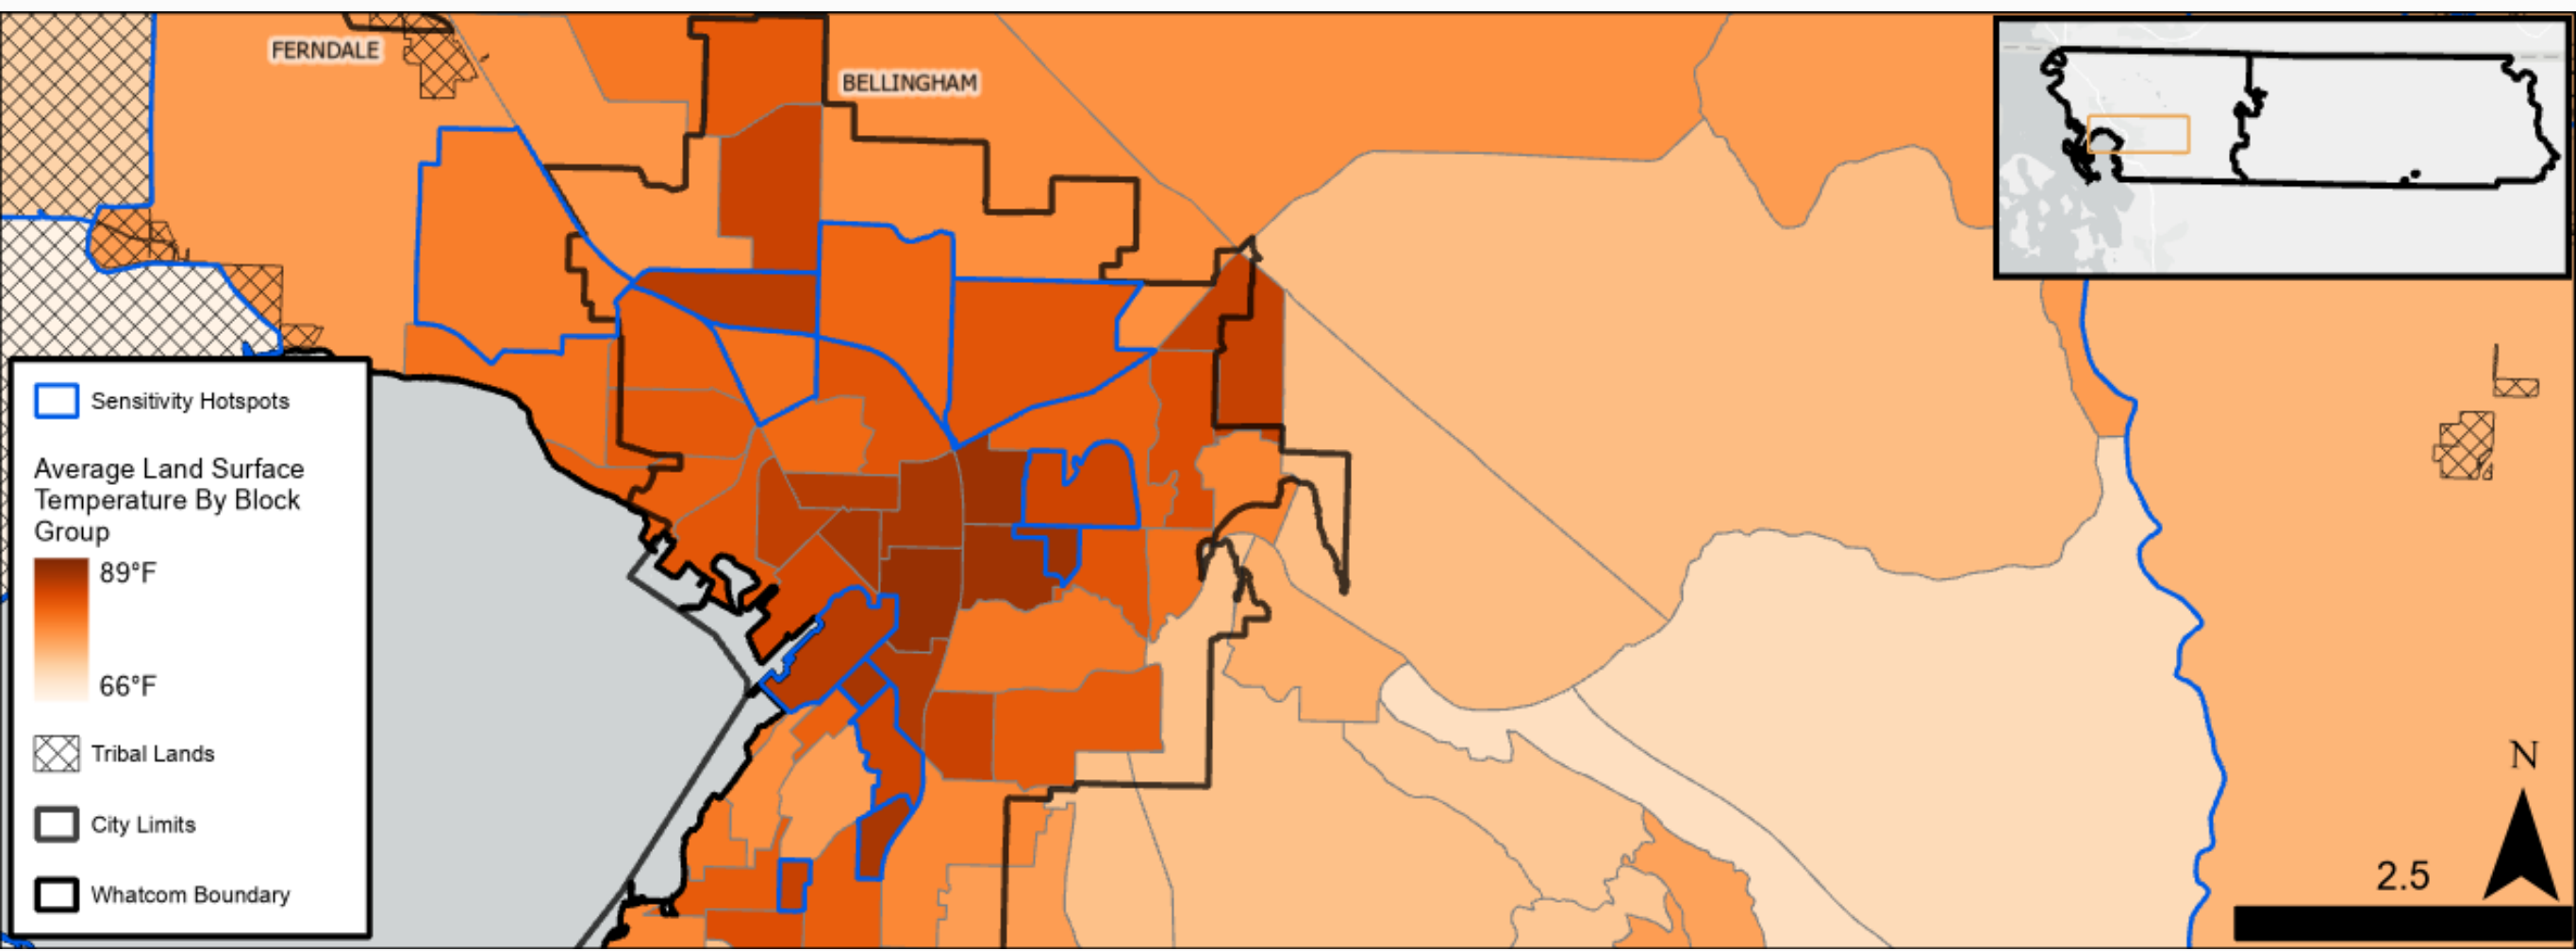 FERNDALE
BELLINGHAM
Sensitivity Hotspots
Average Land Surface
Temperature By Block
Group
89°F
66°F
Tribal Lands
City Limits
Whatcom Boundary
N
2.5